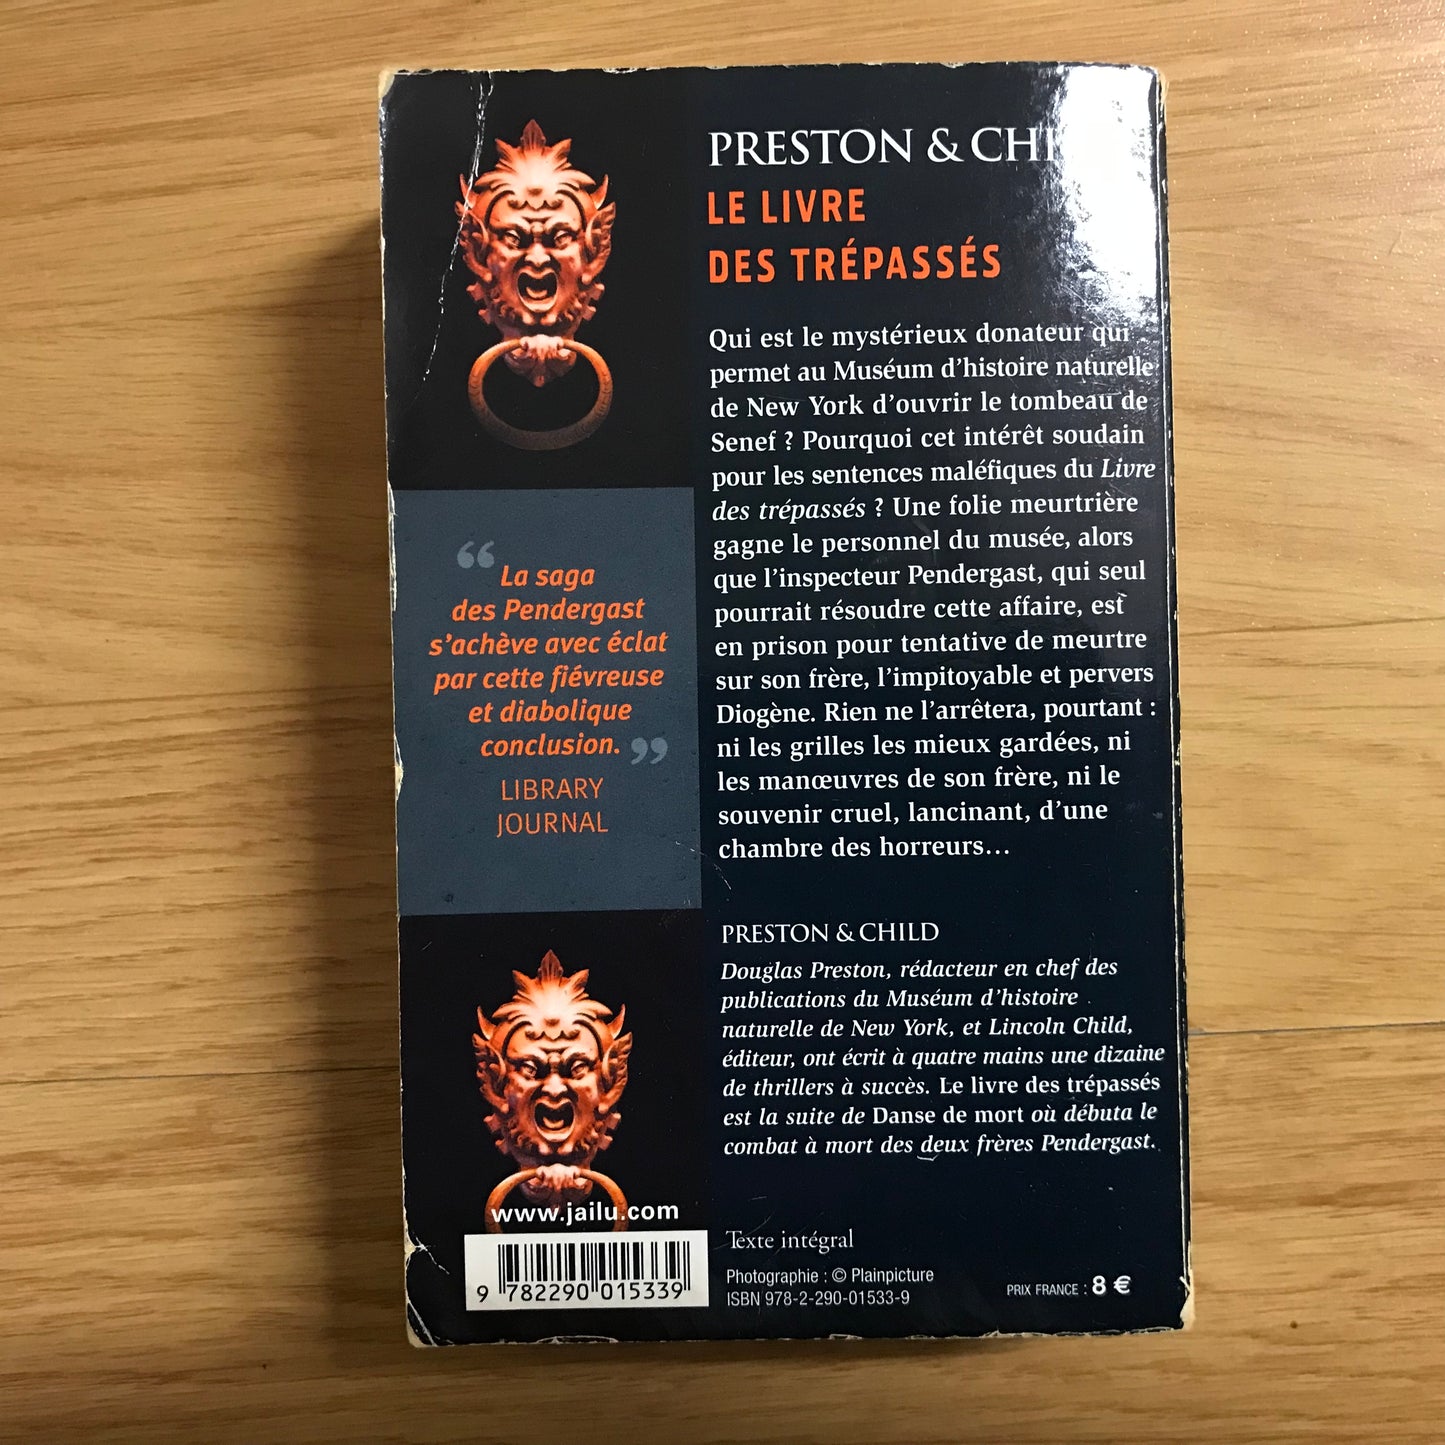 PRESTON & CHI
LE LIVRE
DES TRÉPASSÉS
Qui est le mystérieux donateur qui
permet au Muséum d’histoire naturelle
de New York d’ouvrir le tombeau de
Senef ? Pourquoi cet intérêt soudain
pour les sentences maléfiques du Livre
des trépassés ? Une folie meurtrière
gagne le personnel du musée, alors
que l’inspecteur Pendergast, qui seul
pourrait résoudre cette affaire, est
en prison pour tentative de meurtre
sur son frère, l’impitoyable et pervers
Diogène. Rien ne l’arrêtera, pourtant :
ni les grilles les mieux gardées, ni
les manœuvres de son frère, ni le
souvenir cruel, lancinant, d’une
chambre des horreurs…
“ La saga
des Pendergast
s’achève avec éclat
par cette fiévreuse
et diabolique
conclusion. ”
LIBRARY
JOURNAL
PRESTON & CHILD
Douglas Preston, rédacteur en chef des
publications du Muséum d’histoire
naturelle de New York, et Lincoln Child,
éditeur, ont écrit à quatre mains une dizaine
de thrillers à succès. Le livre des trépassés
est la suite de Danse de mort où débuta le
combat à mort des deux frères Pendergast.
www.jailu.com
9 782290 015339
Texte intégral
Photographie : © Plainpicture
ISBN 978-2-290-01533-9
PRIX FRANCE : 8 €